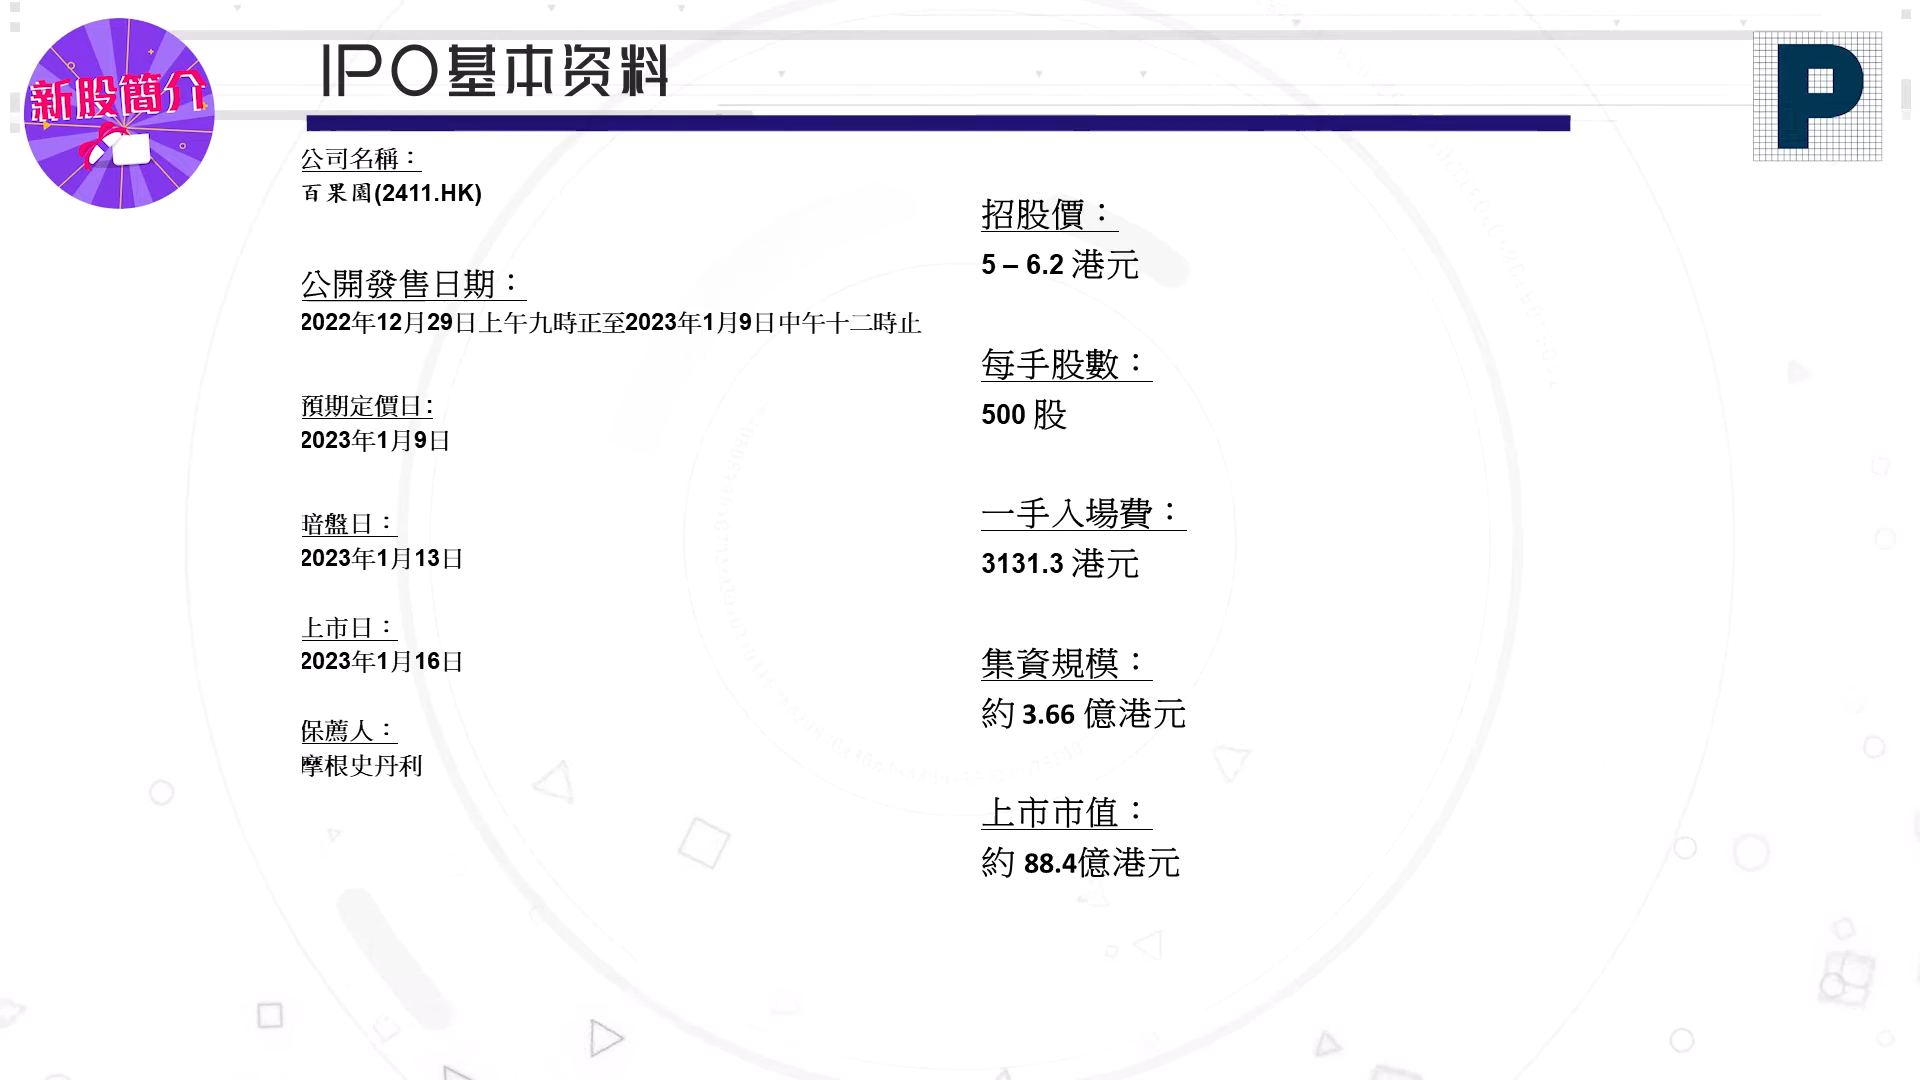 新股簡介
IPO基本资料
P
公司名稱：
百果園(2411.HK)
公開發售日期：
2022年12月29日上午九時正至2023年1月9日中午十二時止
預期定價日:
2023年1月9日
暗盤日：
2023年1月13日
上市日：
2023年1月16日
保薦人：
摩根史丹利
招股價：
5 – 6.2 港元
每手股數：
500 股
一手入場費：
3131.3 港元
集資規模：
約 3.66 億港元
上市市值：
約 88.4億港元